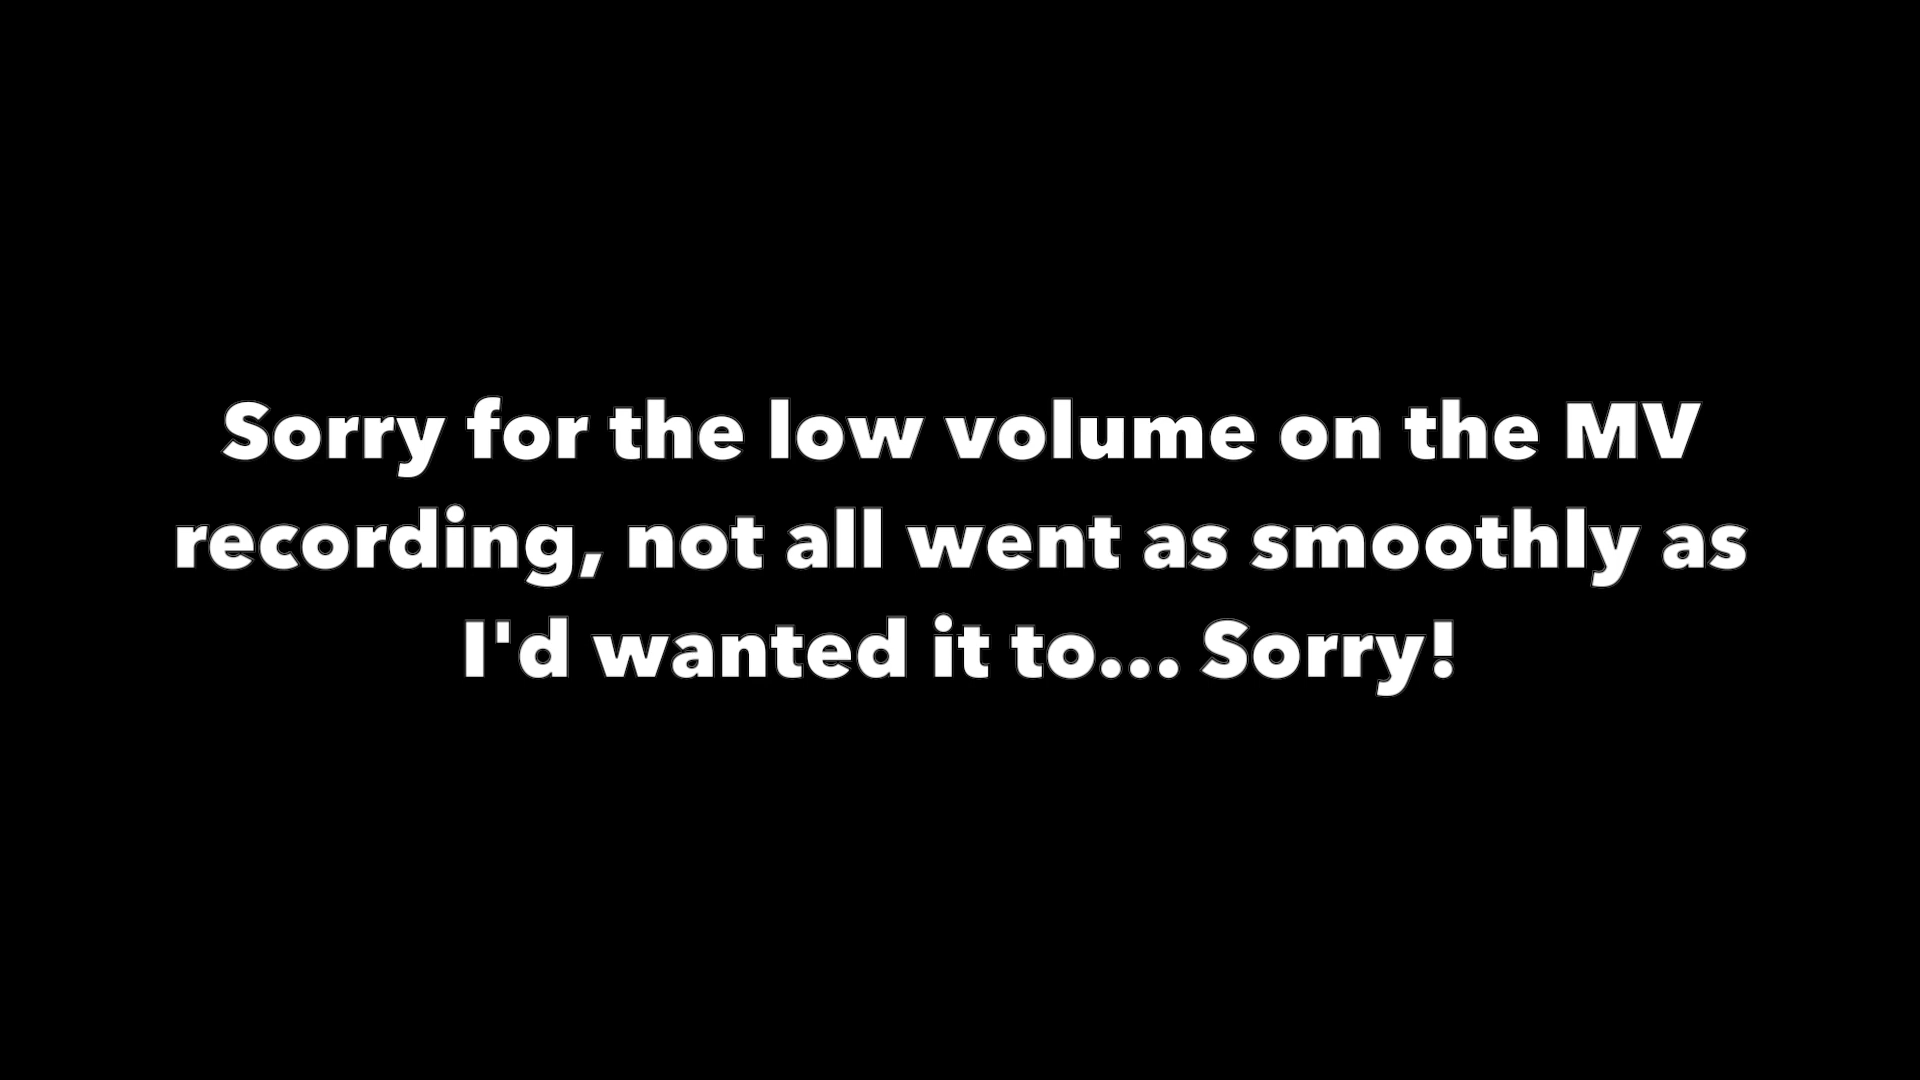 Sorry for the low volume on the MV
recording, not all went as smoothly as
I'd wanted it to... Sorry!